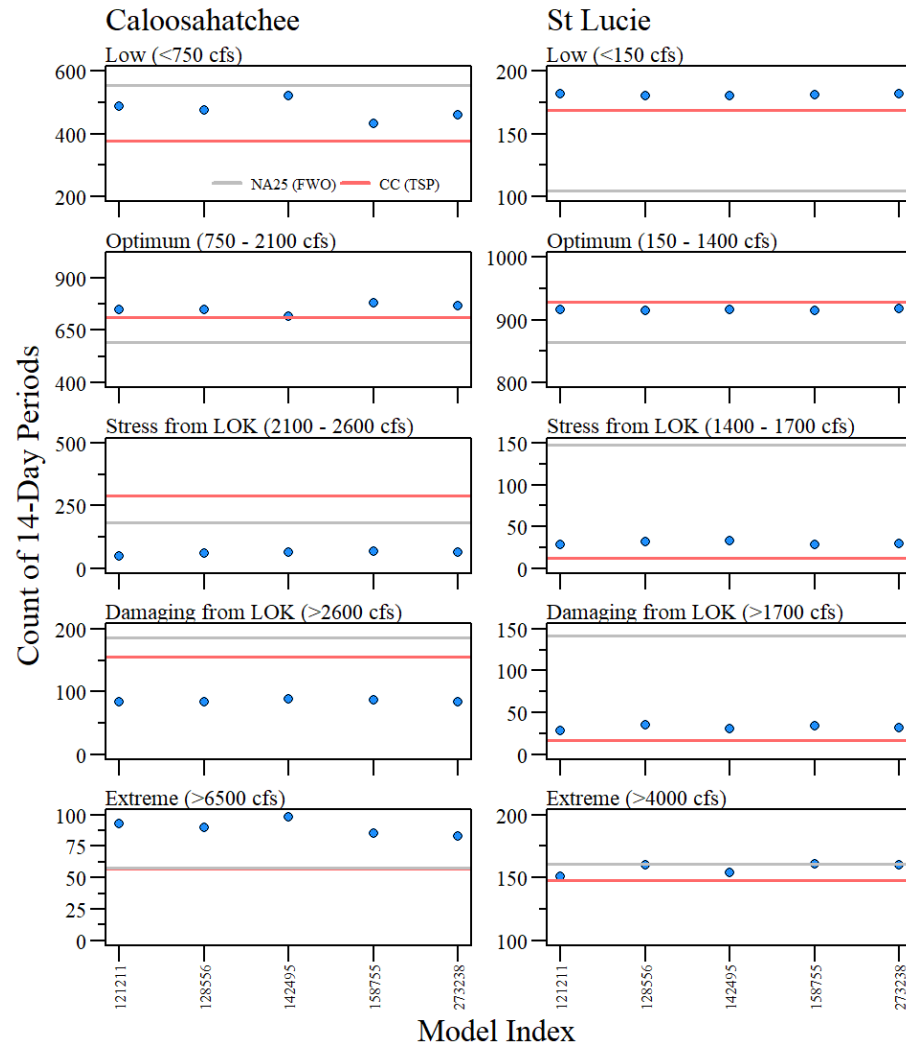 Caloosahatchee
St Lucie
Low (<750 cfs)
Low (<150 cfs)
600
400
200
NA25 (FWO)
CC (TSP)
200
150
100
Optimum (750 - 2100 cfs)
Optimum (150 - 1400 cfs)
900
650
400
1000
900
800
Stress from LOK (2100 - 2600 cfs)
Stress from LOK (1400 - 1700 cfs)
500
250
0
150
100
50
0
Damaging from LOK (>2600 cfs)
Damaging from LOK (>1700 cfs)
200
100
0
150
100
50
0
Extreme (>6500 cfs)
Extreme (>4000 cfs)
100
75
50
25
0
200
150
100
121211
128556
142495
158755
273238
121211
128556
142495
158755
273238
Count of 14-Day Periods
Model Index